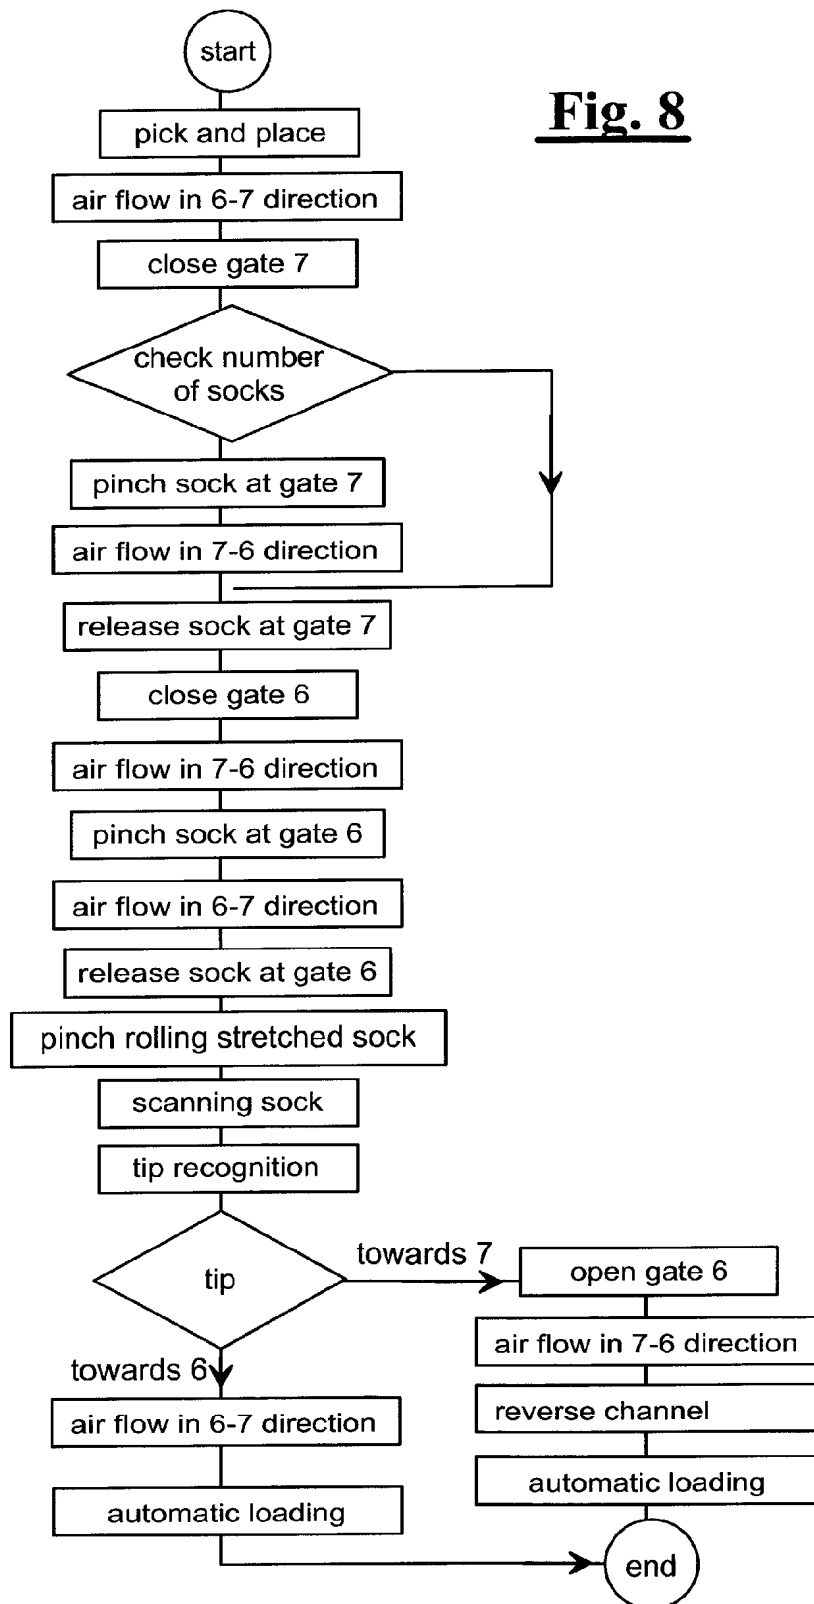 start
Fig. 8
pick and place
air flow in 6-7 direction
close gate 7
check number
of socks
pinch sock at gate 7
air flow in 7-6 direction
release sock at gate 7
close gate 6
air flow in 7-6 direction
pinch sock at gate 6
air flow in 6-7 direction
release sock at gate 6
pinch rolling stretched sock
scanning sock
tip recognition
tip
towards 7
open gate 6
air flow in 7-6 direction
reverse channel
automatic loading
towards 6
air flow in 6-7 direction
automatic loading
end